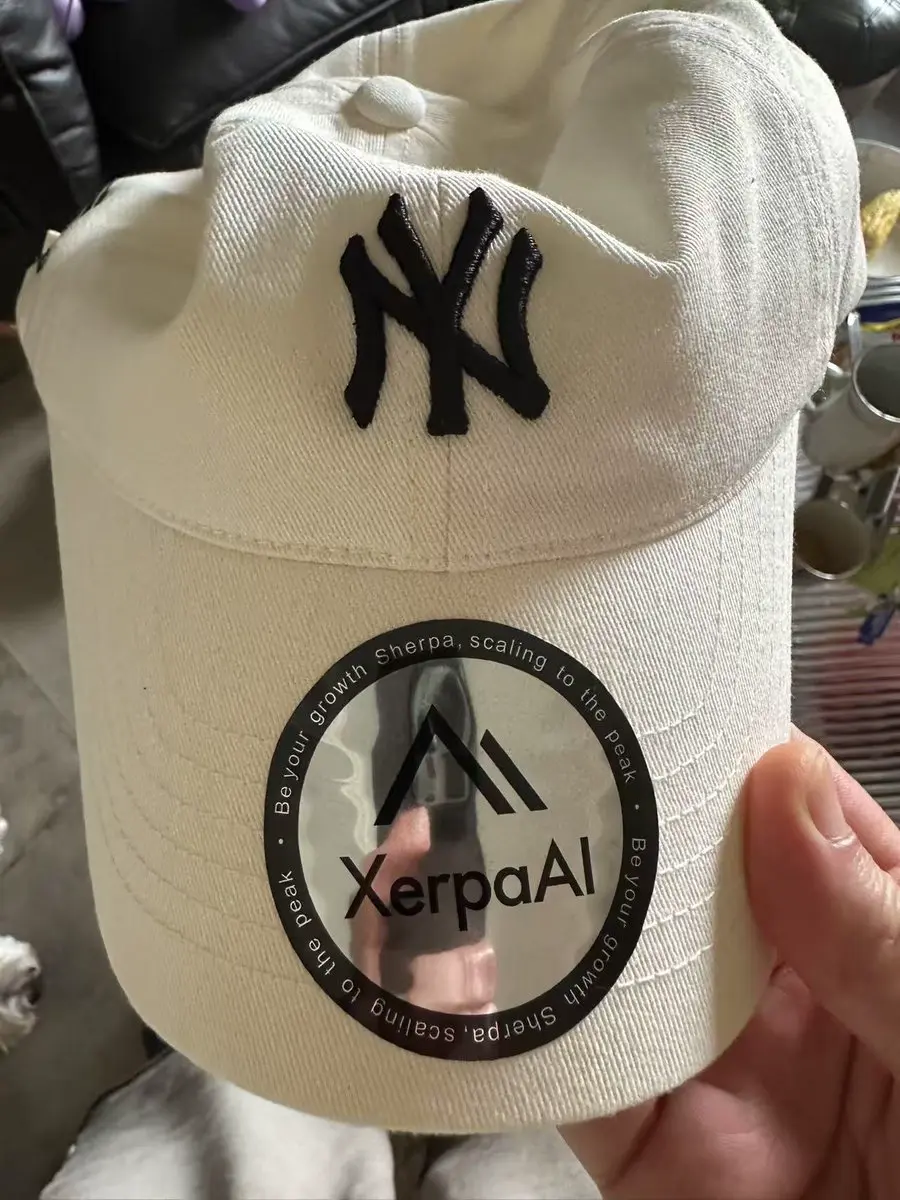 NY
Be your growth Sherpa, scaling to the peak
XerpaAI
Be your growth Sherpa, scaling to the peak